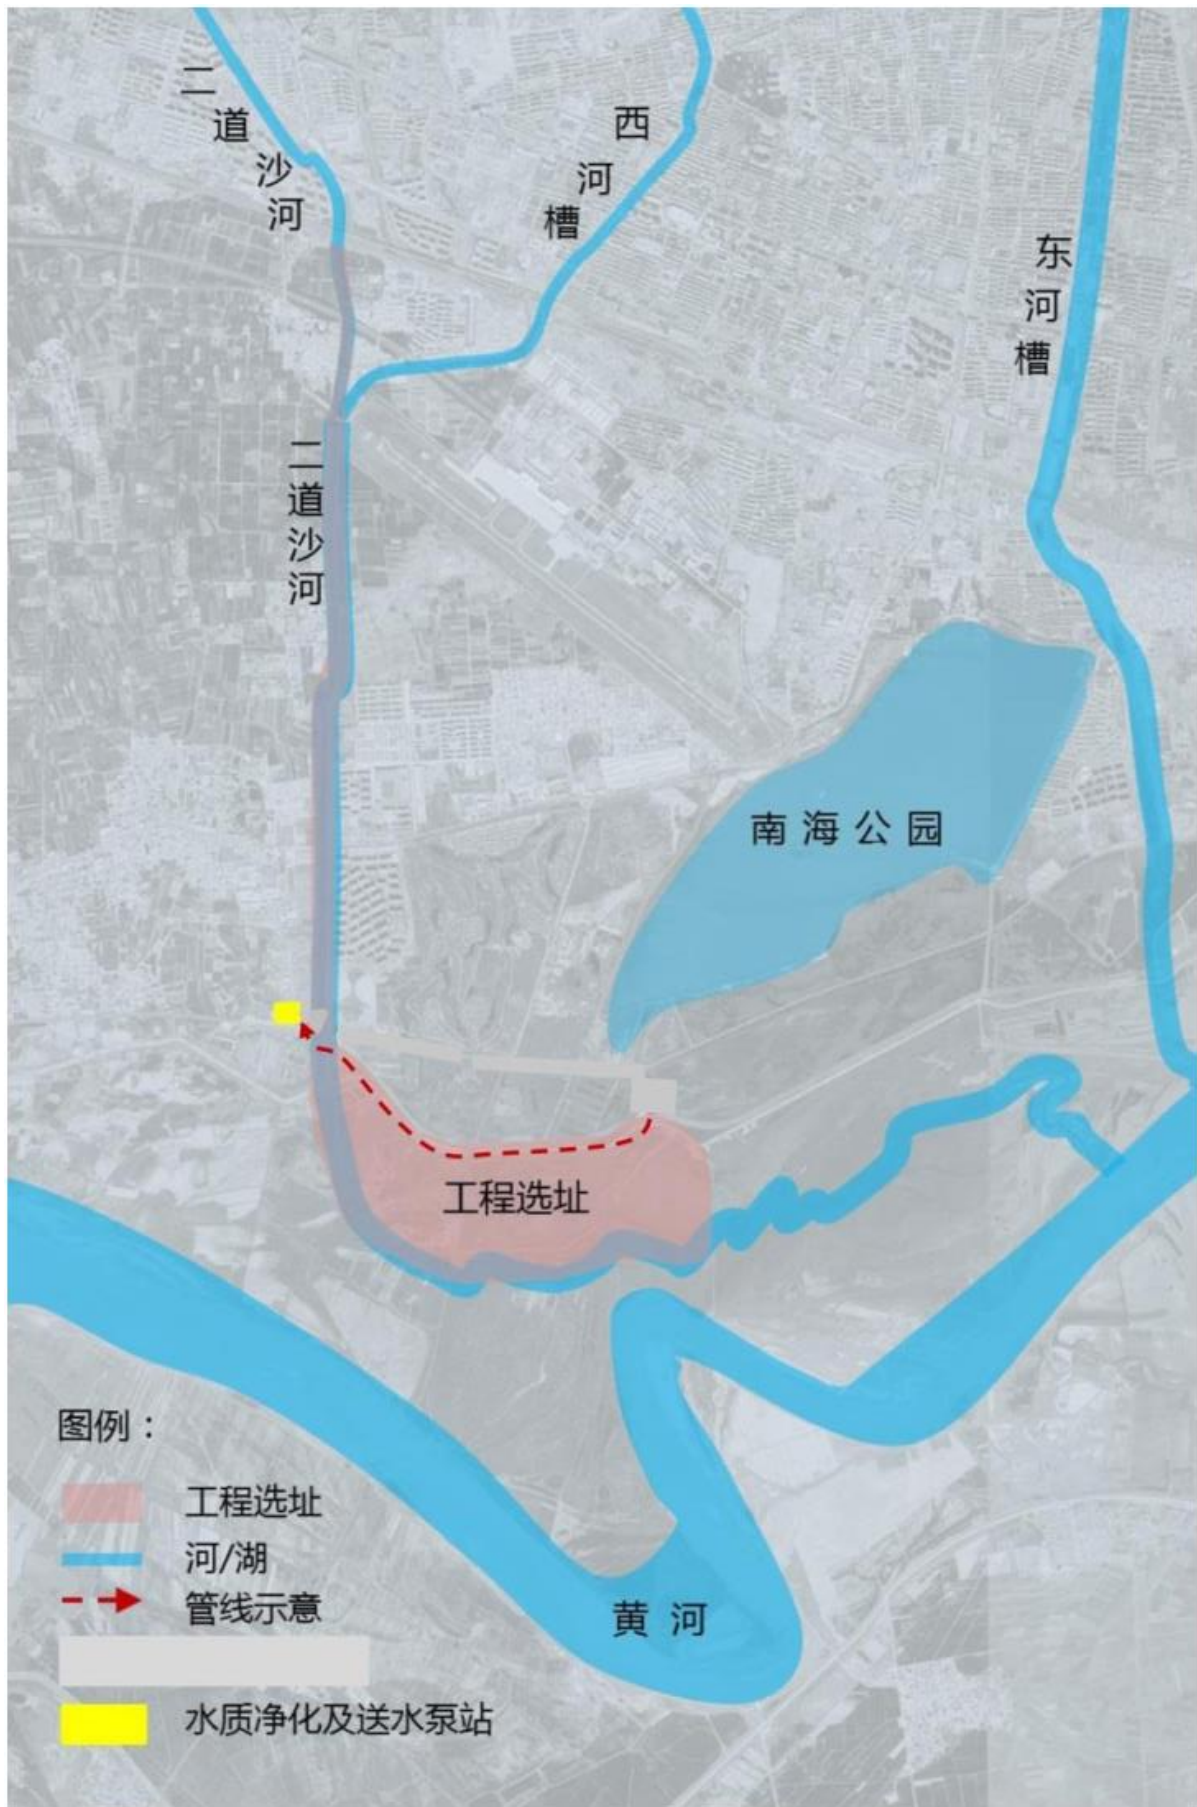 二道沙河
西河槽
东河槽
二道沙河
南海公园
工程选址
图例：
工程选址
河/湖
管线示意
黄河
水质净化及送水泵站